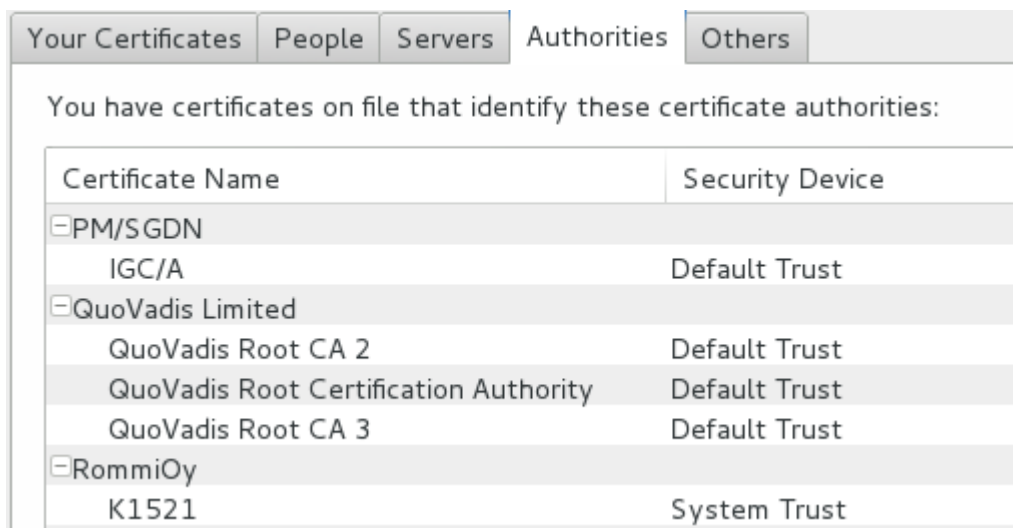 Your Certificates People Servers Authorities Others
You have certificates on file that identify these certificate authorities:
Certificate Name Security Device
PM/SGDN
IGC/A Default Trust
QuoVadis Limited
QuoVadis Root CA 2 Default Trust
QuoVadis Root Certification Authority Default Trust
QuoVadis Root CA 3 Default Trust
RommiOy
K1521 System Trust